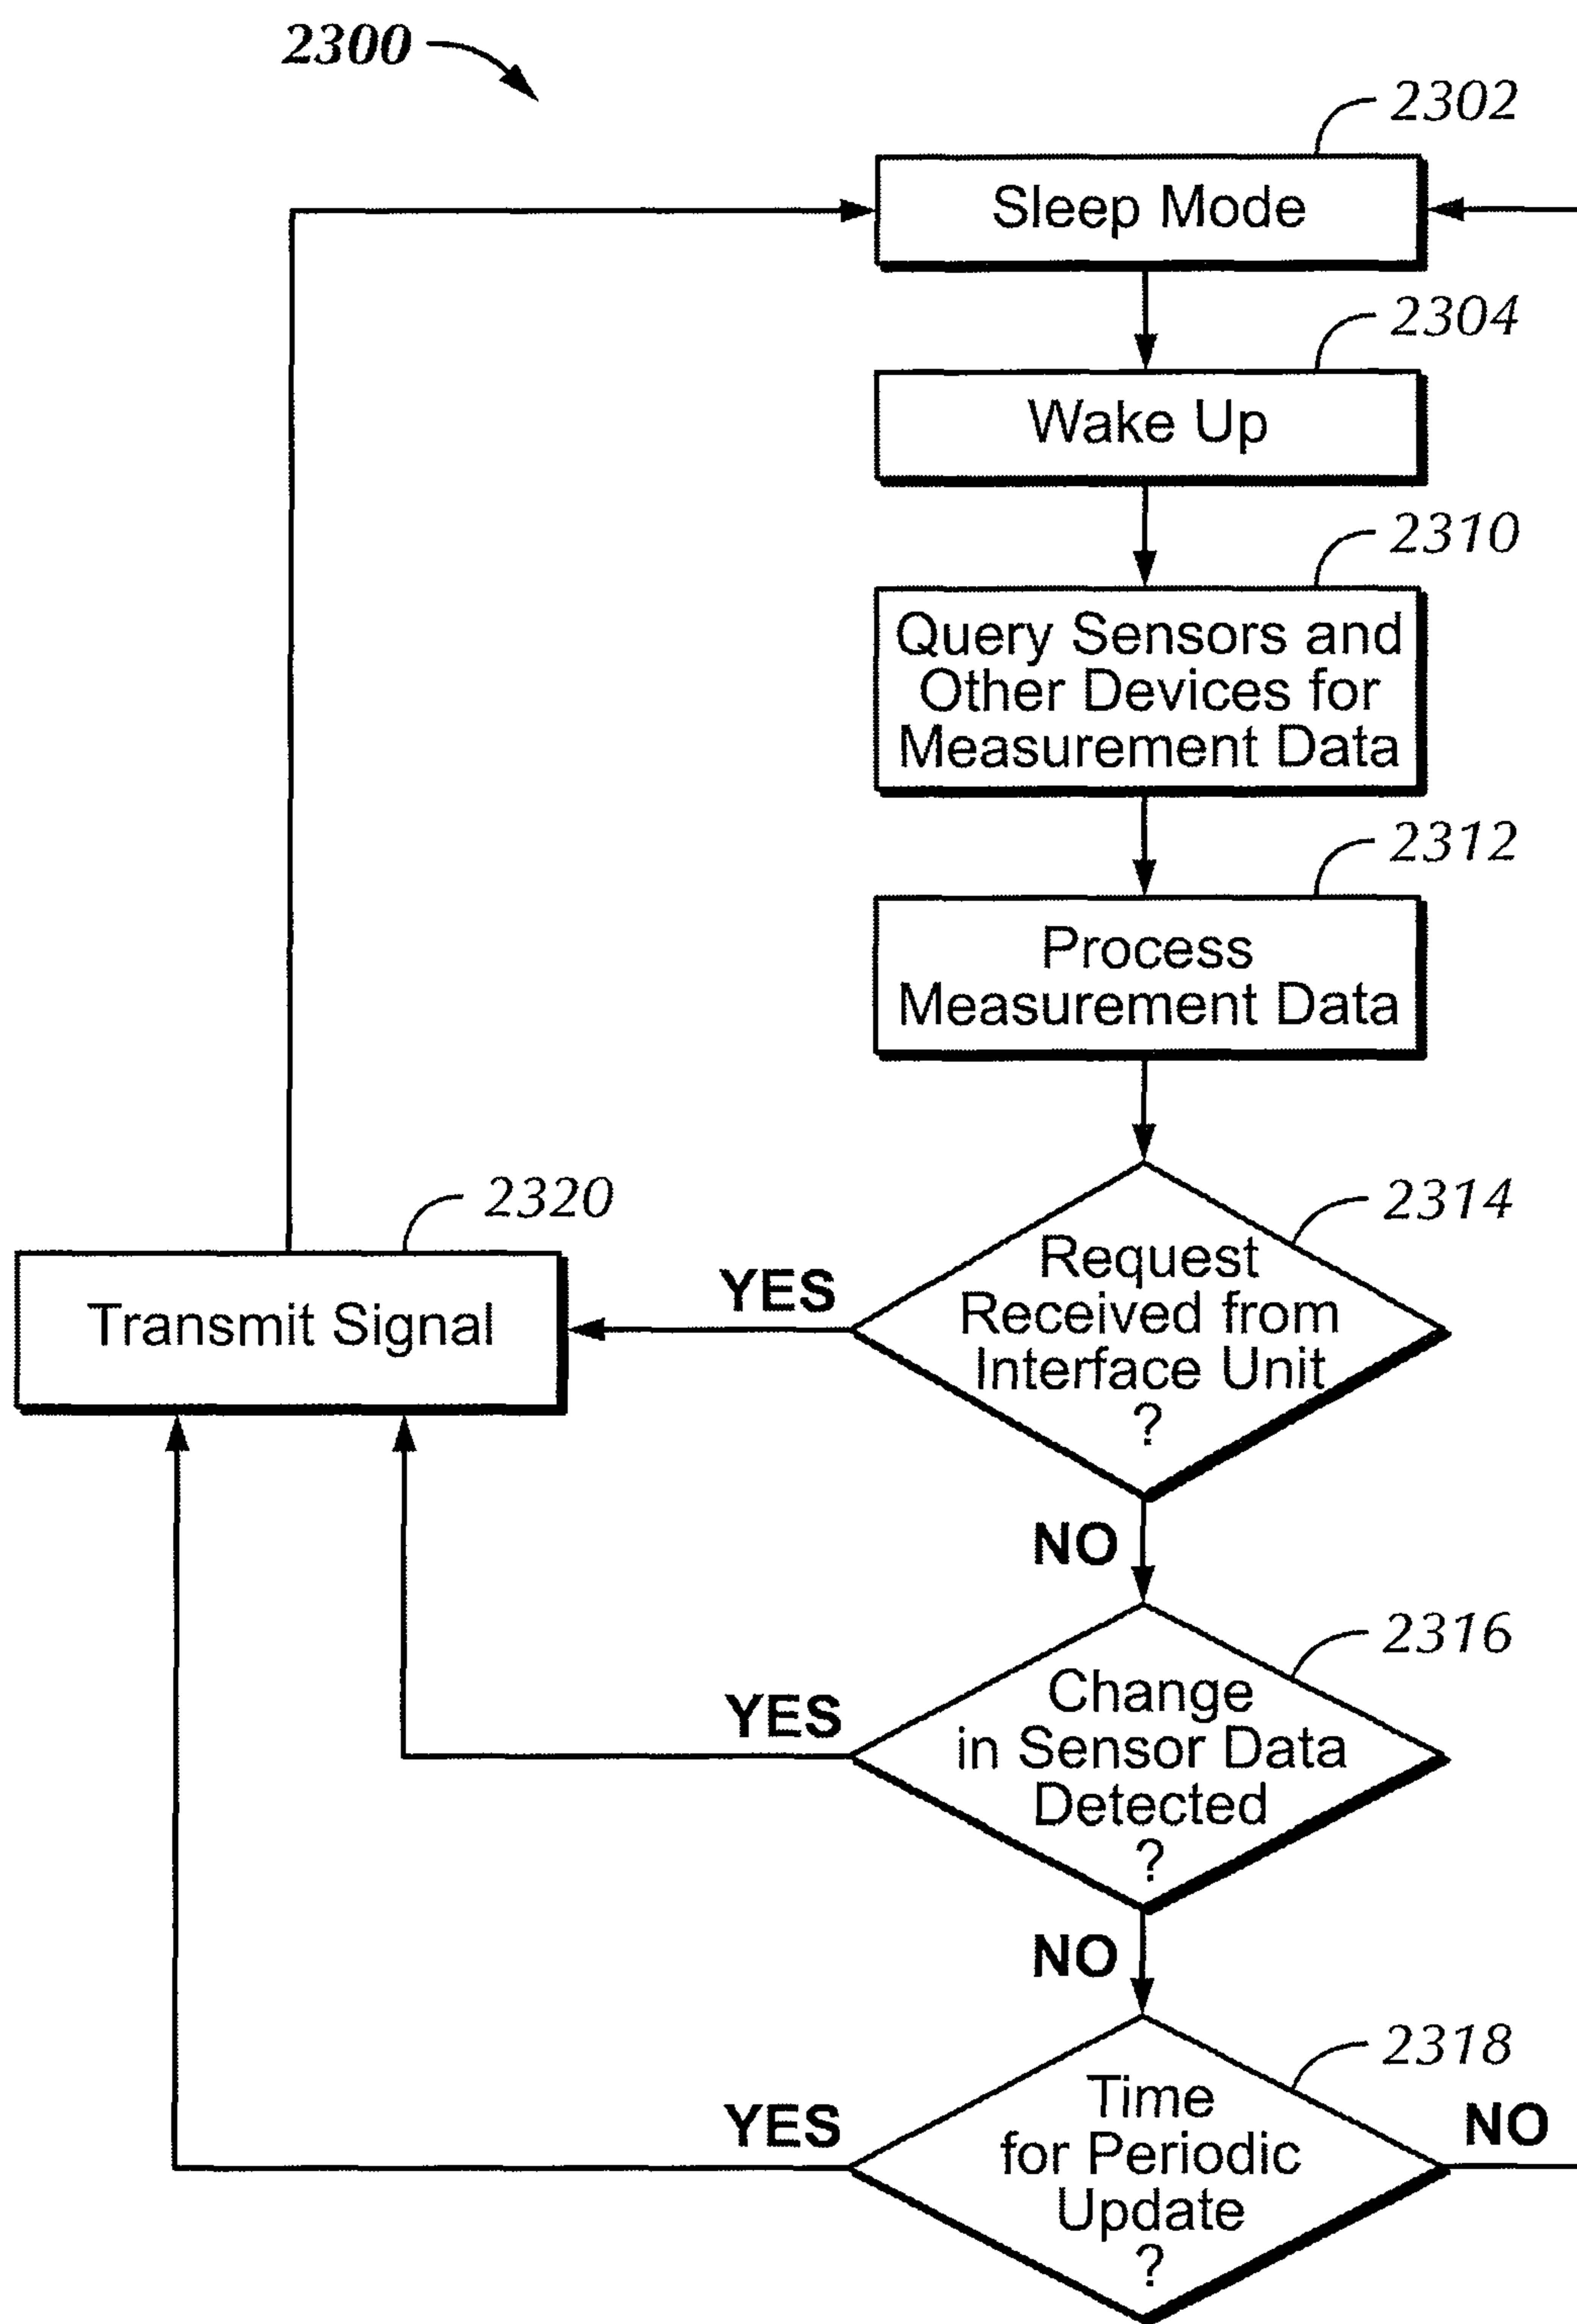 2300
2302
Sleep Mode
2304
Wake Up
2310
Query Sensors and
Other Devices for
Measurement Data
2312
Process
Measurement Data
2320
Transmit Signal
2314
YES
Request
Received from
Interface Unit
?
NO
2316
YES
Change
in Sensor Data
Detected
?
NO
2318
YES
Time
for Periodic
Update
?
NO